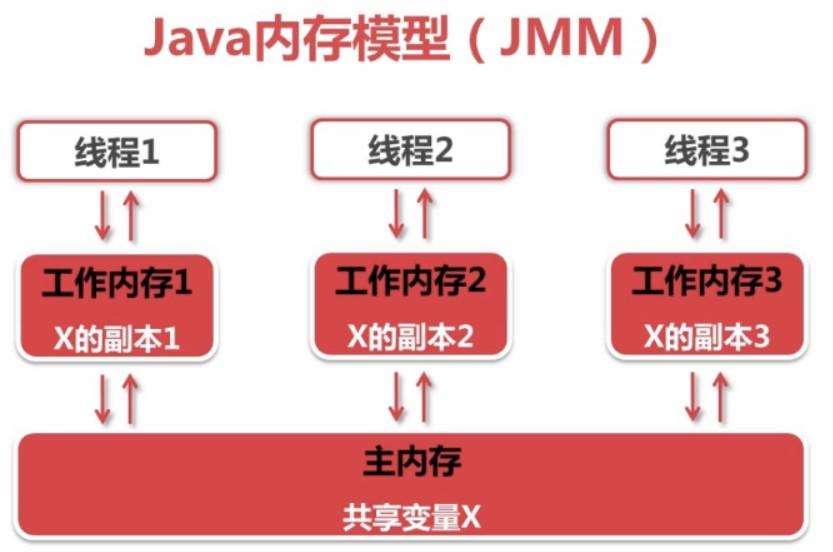 Java内存模型（JMM）
线程1
线程2
线程3
工作内存1
X的副本1
工作内存2
X的副本2
工作内存3
X的副本3
主内存
共享变量X